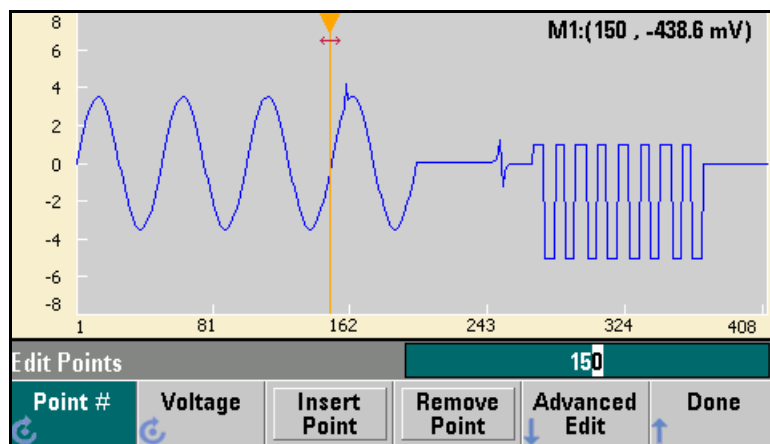 M1:(150 , -438.6 mV)
8
6
4
2
0
-2
-4
-6
-8
1 81 162 243 324 408
Edit Points 150
Point # Voltage Insert Point Remove Point Advanced Edit Done